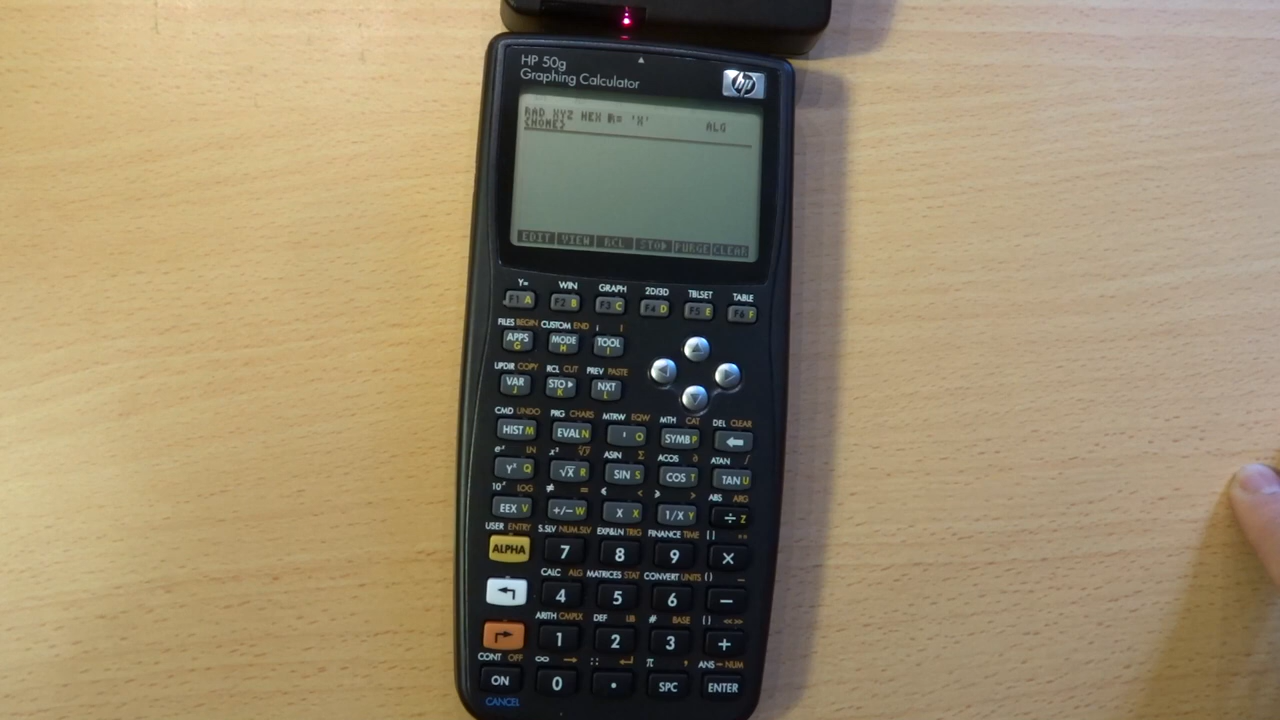 HP 50g
Graphing Calculator
hp
RAD XYZ HEX R= 'X' ALG
EDIT VIEW RCL STO▶ PURGE CLEAR
Y= WIN GRAPH 2D/3D TBLSET TABLE
F1 A F2 B F3 C F4 D F5 E F6 F
FILES BEGIN CUSTOM END
APPS G MODE H TOOL I
UPDIR COPY RCL CUT PREV PASTE
VAR J STO▶ K NXT L
CMD UNDO PRG CHARS MTRW EQW MTH CAT DEL CLEAR
HIST M EVAL N ' O SYMB P
LN ASIN Σ ACOS ∂ ATAN ∫
Yˣ Q √X R SIN S COS T TAN U
LOG ≠ = ≤ < ≥ > ABS ARG
EEX V +/− W X X 1/X Y ÷ Z
USER ENTRY S.SLV NUM.SLV EXP&LN TRIG FINANCE TIME [ ] " "
ALPHA 7 8 9 ×
CALC ALG MATRICES STAT CONVERT UNITS ( ) _
4 5 6 −
ARITH CMPLX DEF LIB # BASE { } « »
1 2 3 +
CONT OFF ∞ → : : ↵ π , ANS →NUM
ON 0 . SPC ENTER
CANCEL